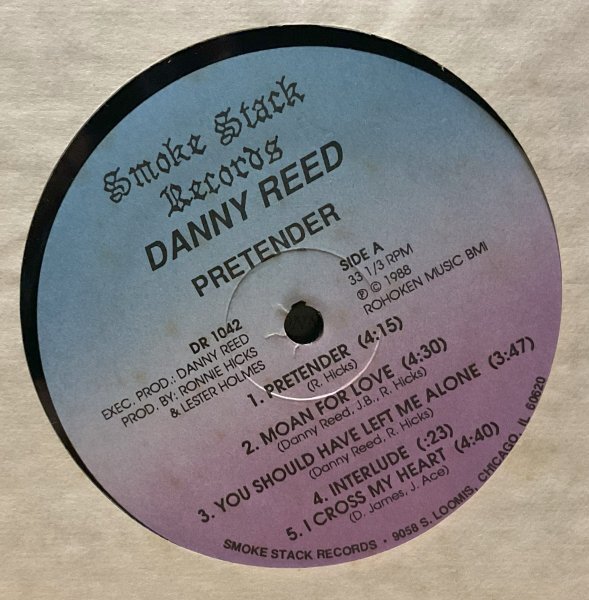 Smoke Stack
Records
DANNY REED
PRETENDER
SIDE A
33 1/3 RPM
℗ © 1988
ROHOKEN MUSIC BMI
DR 1042
EXEC. PROD.: DANNY REED
PROD. BY: RONNIE HICKS
& LESTER HOLMES
1. PRETENDER (4:15)
(R. Hicks)
2. MOAN FOR LOVE (4:30)
(Danny Reed, J.B., R. Hicks)
3. YOU SHOULD HAVE LEFT ME ALONE (3:47)
(Danny Reed, R. Hicks)
4. INTERLUDE (:23)
5. I CROSS MY HEART (4:40)
(D. James, J. Ace)
SMOKE STACK RECORDS • 9058 S. LOOMIS, CHICAGO, IL 60620